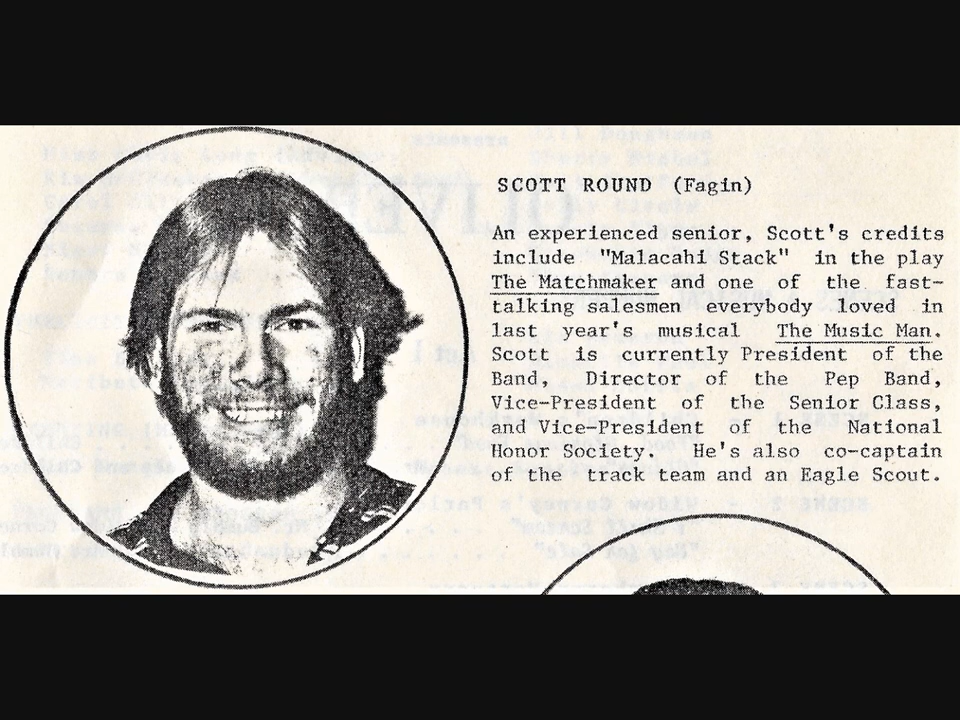 SCOTT ROUND (Fagin)
An experienced senior, Scott's credits
include "Malacahi Stack" in the play
The Matchmaker and one of the fast-
talking salesmen everybody loved in
last year's musical The Music Man.
Scott is currently President of the
Band, Director of the Pep Band,
Vice-President of the Senior Class,
and Vice-President of the National
Honor Society. He's also co-captain
of the track team and an Eagle Scout.